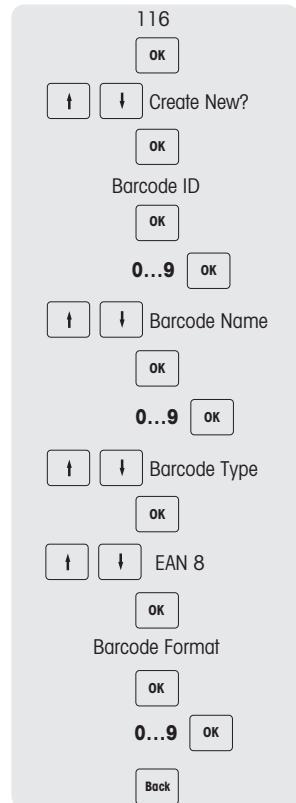 116
OK
Create New?
OK
Barcode ID
OK
0...9 OK
Barcode Name
OK
0...9 OK
Barcode Type
OK
EAN 8
OK
Barcode Format
OK
0...9 OK
Back